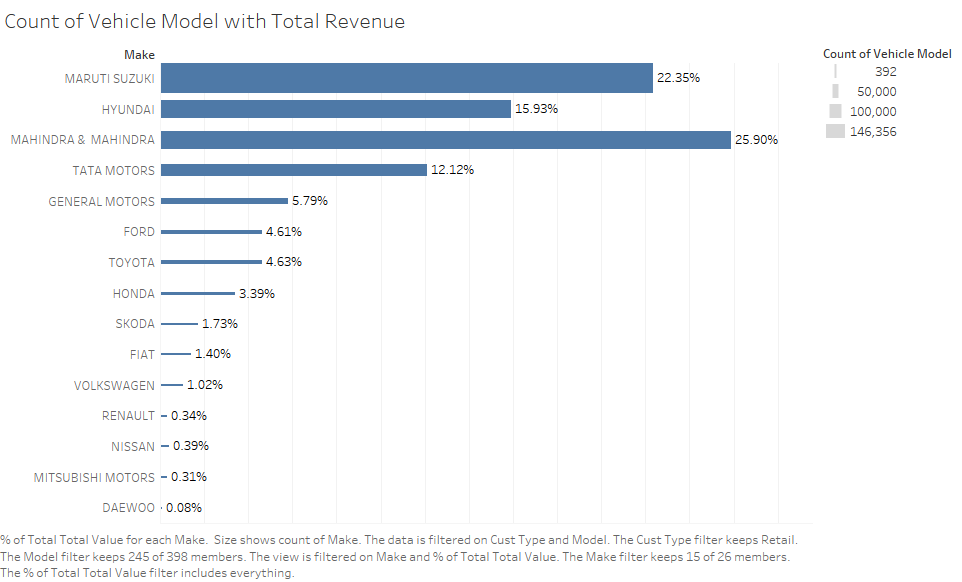 Count of Vehicle Model with Total Revenue
Make
Count of Vehicle Model
MARUTI SUZUKI 22.35%
392
50,000
HYUNDAI 15.93%
100,000
146,356
MAHINDRA & MAHINDRA 25.90%
TATA MOTORS 12.12%
GENERAL MOTORS 5.79%
FORD 4.61%
TOYOTA 4.63%
HONDA 3.39%
SKODA 1.73%
FIAT 1.40%
VOLKSWAGEN 1.02%
RENAULT 0.34%
NISSAN 0.39%
MITSUBISHI MOTORS 0.31%
DAEWOO 0.08%
% of Total Total Value for each Make. Size shows count of Make. The data is filtered on Cust Type and Model. The Cust Type filter keeps Retail.
The Model filter keeps 245 of 398 members. The view is filtered on Make and % of Total Total Value. The Make filter keeps 15 of 26 members.
The % of Total Total Value filter includes everything.